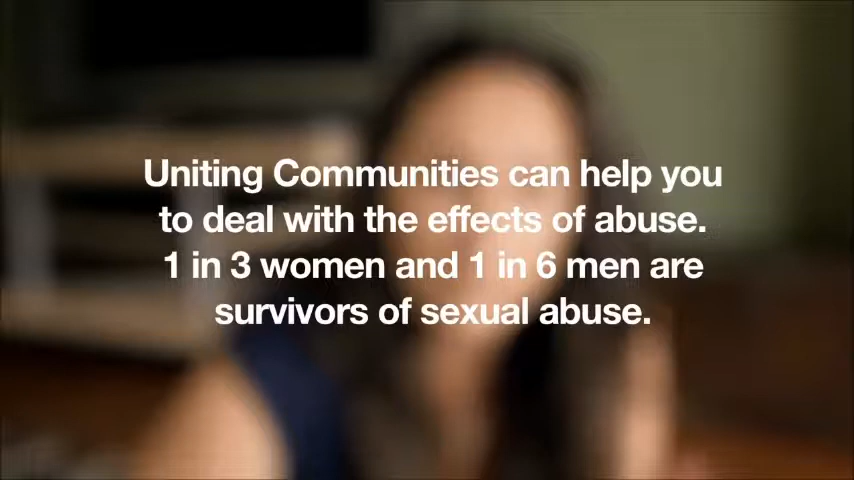 Uniting Communities can help you
to deal with the effects of abuse.
1 in 3 women and 1 in 6 men are
survivors of sexual abuse.